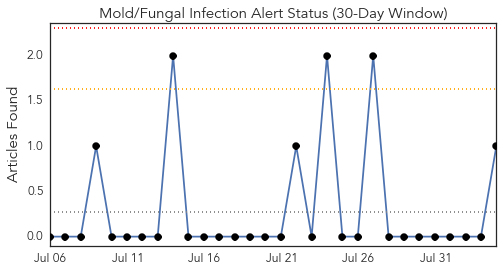 Mold/Fungal Infection Alert Status (30-Day Window)
Articles Found
2.0
1.5
1.0
0.5
0.0
Jul 06
Jul 11
Jul 16
Jul 21
Jul 26
Jul 31